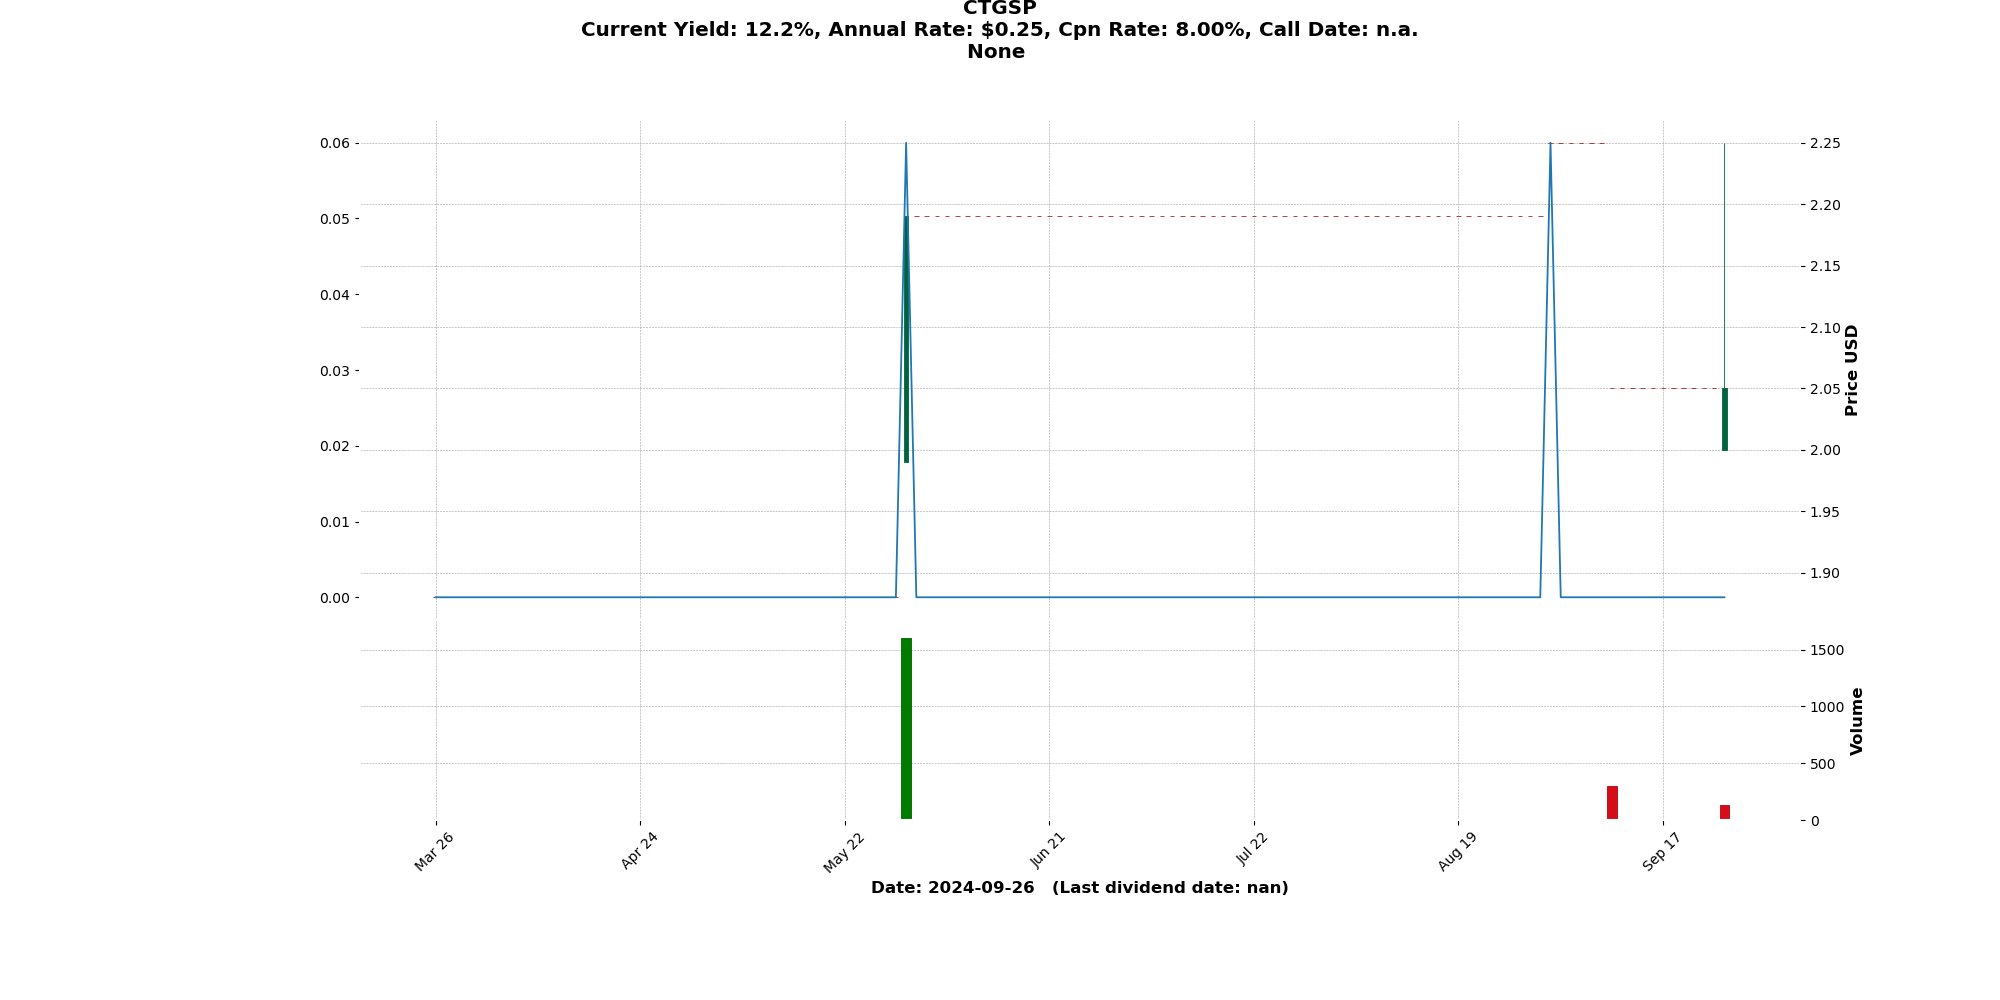 CTGSP
Current Yield: 12.2%, Annual Rate: $0.25, Cpn Rate: 8.00%, Call Date: n.a.
None
0.06
0.05
0.04
0.03
0.02
0.01
0.00
2.25
2.20
2.15
2.10
2.05
2.00
1.95
1.90
Price USD
1500
1000
500
0
Volume
Mar 26
Apr 24
May 22
Jun 21
Jul 22
Aug 19
Sep 17
Date: 2024-09-26   (Last dividend date: nan)